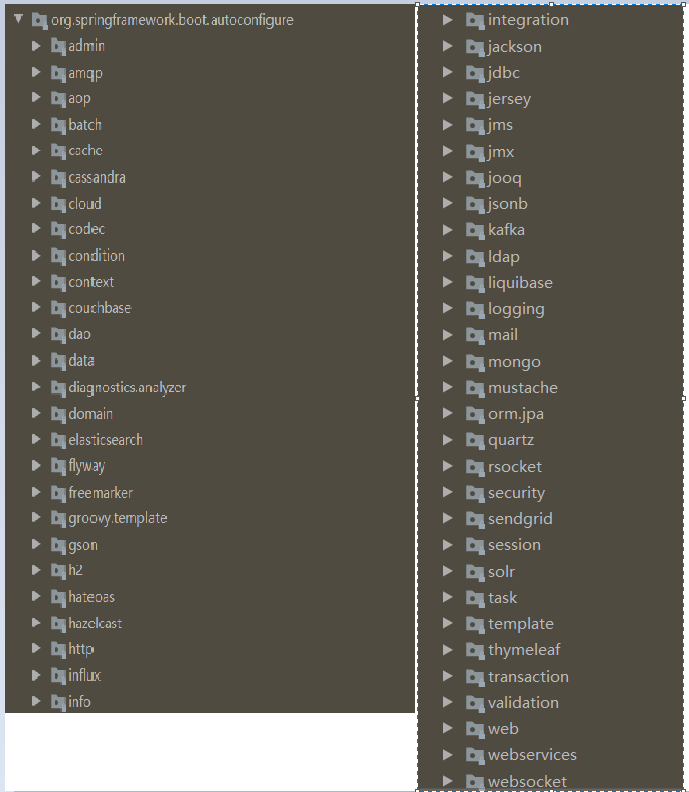 org.springframework.boot.autoconfigure
admin
amqp
aop
batch
cache
cassandra
cloud
codec
condition
context
couchbase
dao
data
diagnostics.analyzer
domain
elasticsearch
flyway
freemarker
groovy.template
gson
h2
hateoas
hazelcast
http
influx
info
integration
jackson
jdbc
jersey
jms
jmx
jooq
jsonb
kafka
ldap
liquibase
logging
mail
mongo
mustache
orm.jpa
quartz
rsocket
security
sendgrid
session
solr
task
template
thymeleaf
transaction
validation
web
webservices
websocket